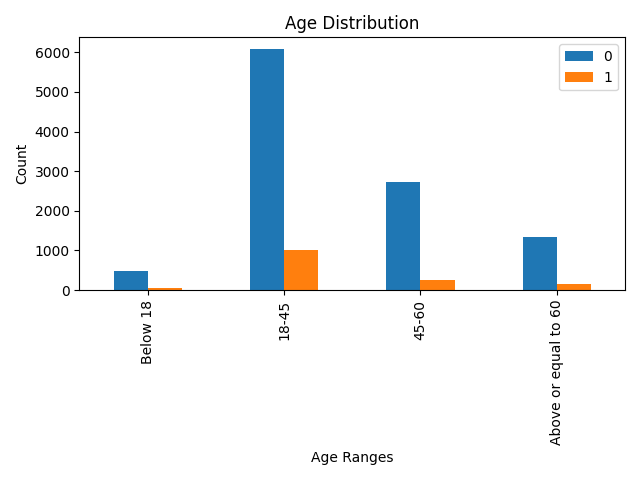 Age Distribution
0
1
Count
6000
5000
4000
3000
2000
1000
0
Below 18
18-45
45-60
Above or equal to 60
Age Ranges